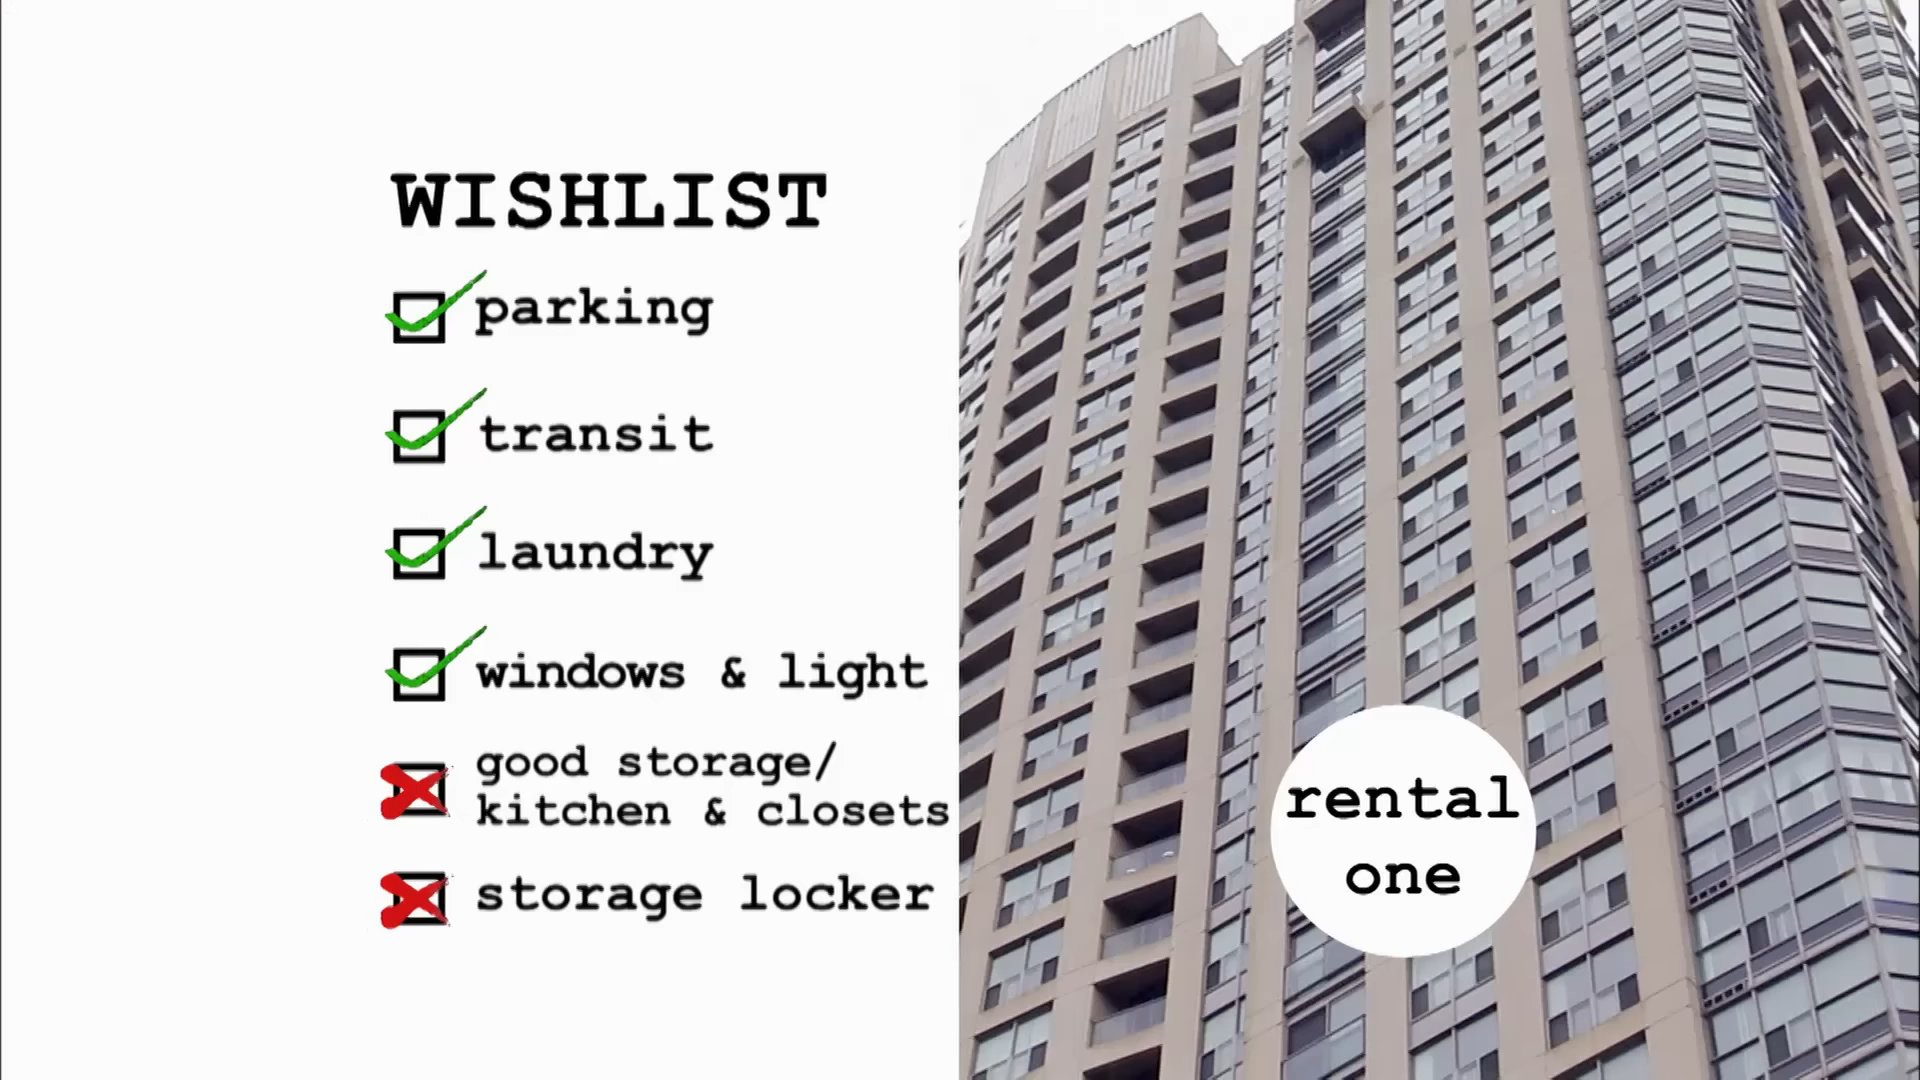 WISHLIST
parking
transit
laundry
windows & light
good storage/
kitchen & closets
storage locker
rental
one